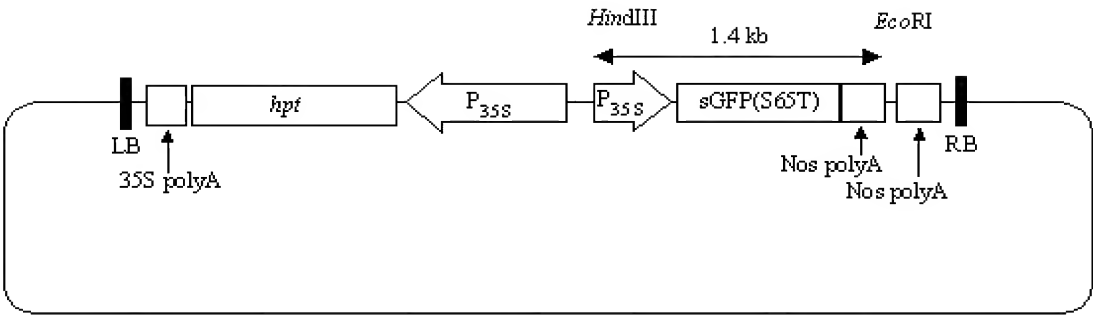 HindIII
EcoRI
1.4 kb
hpt
P35S
P35S
sGFP(S65T)
LB
RB
35S polyA
Nos polyA
Nos polyA